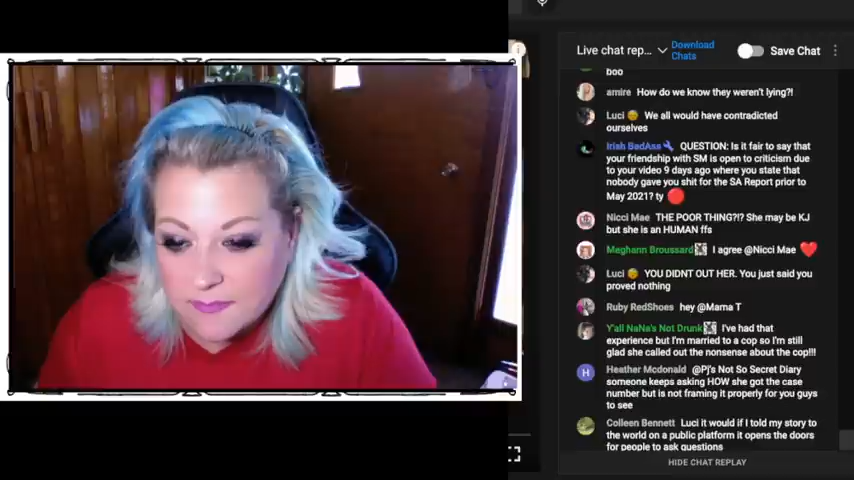 Live chat rep...
Download
Chats
Save Chat
boo
amire How do we know they weren't lying?!
Luci We all would have contradicted
ourselves
Irish BadAss QUESTION: Is it fair to say that
your friendship with SM is open to criticism due
to your video 9 days ago where you state that
nobody gave you shit for the SA Report prior to
May 2021? ty
Nicci Mae THE POOR THING?!? She may be KJ
but she is an HUMAN ffs
Meghann Broussard I agree @Nicci Mae
Luci YOU DIDNT OUT HER. You just said you
proved nothing
Ruby RedShoes hey @Mama T
Y'all NaNa's Not Drunk I've had that
experience but I'm married to a cop so I'm still
glad she called out the nonsense about the cop!!!
H
Heather Mcdonald @Pj's Not So Secret Diary
someone keeps asking HOW she got the case
number but is not framing it properly for you guys
to see
Colleen Bennett Luci it would if I told my story to
the world on a public platform it opens the doors
for people to ask questions
HIDE CHAT REPLAY